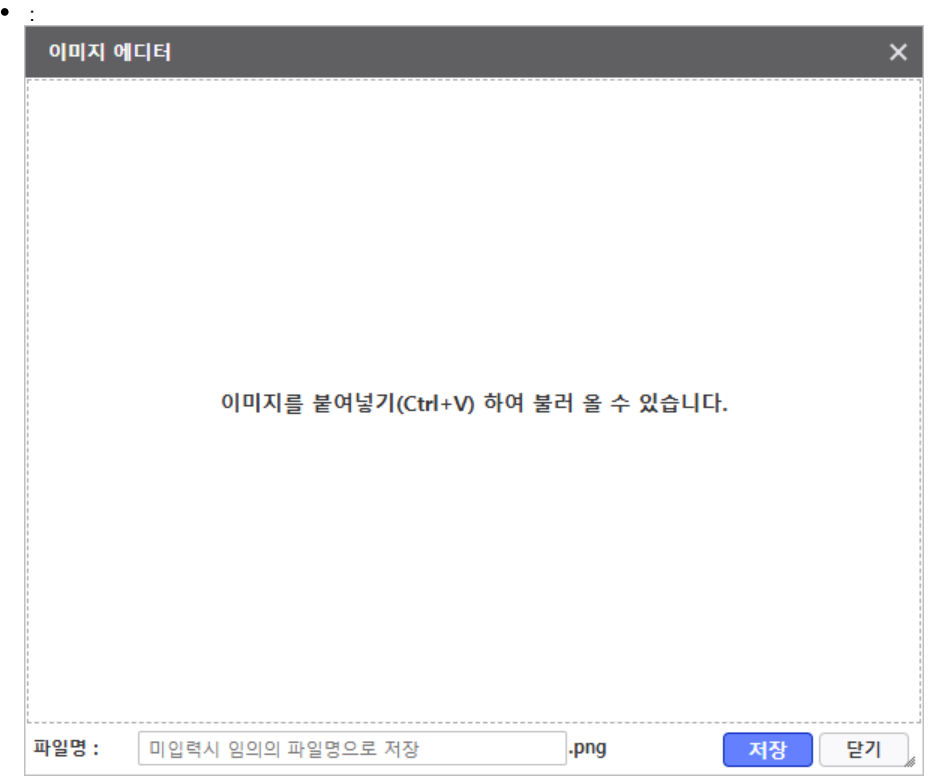 • :
이미지 에디터
이미지를 붙여넣기(Ctrl+V) 하여 불러 올 수 있습니다.
파일명 : 미입력시 임의의 파일명으로 저장 .png 저장 닫기